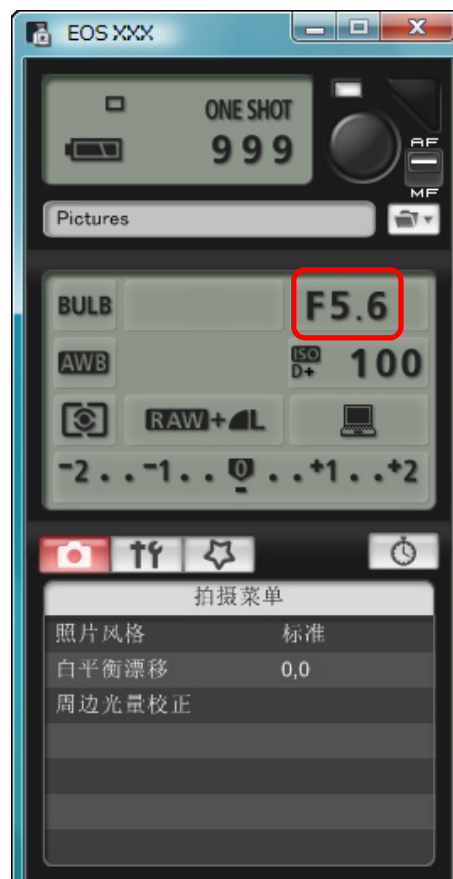 EOS XXX
ONE SHOT
999
AF
MF
Pictures
BULB
F5.6
AWB
ISO D+ 100
RAW+L
-2..-1..0..+1..+2
拍摄菜单
照片风格 标准
白平衡漂移 0,0
周边光量校正